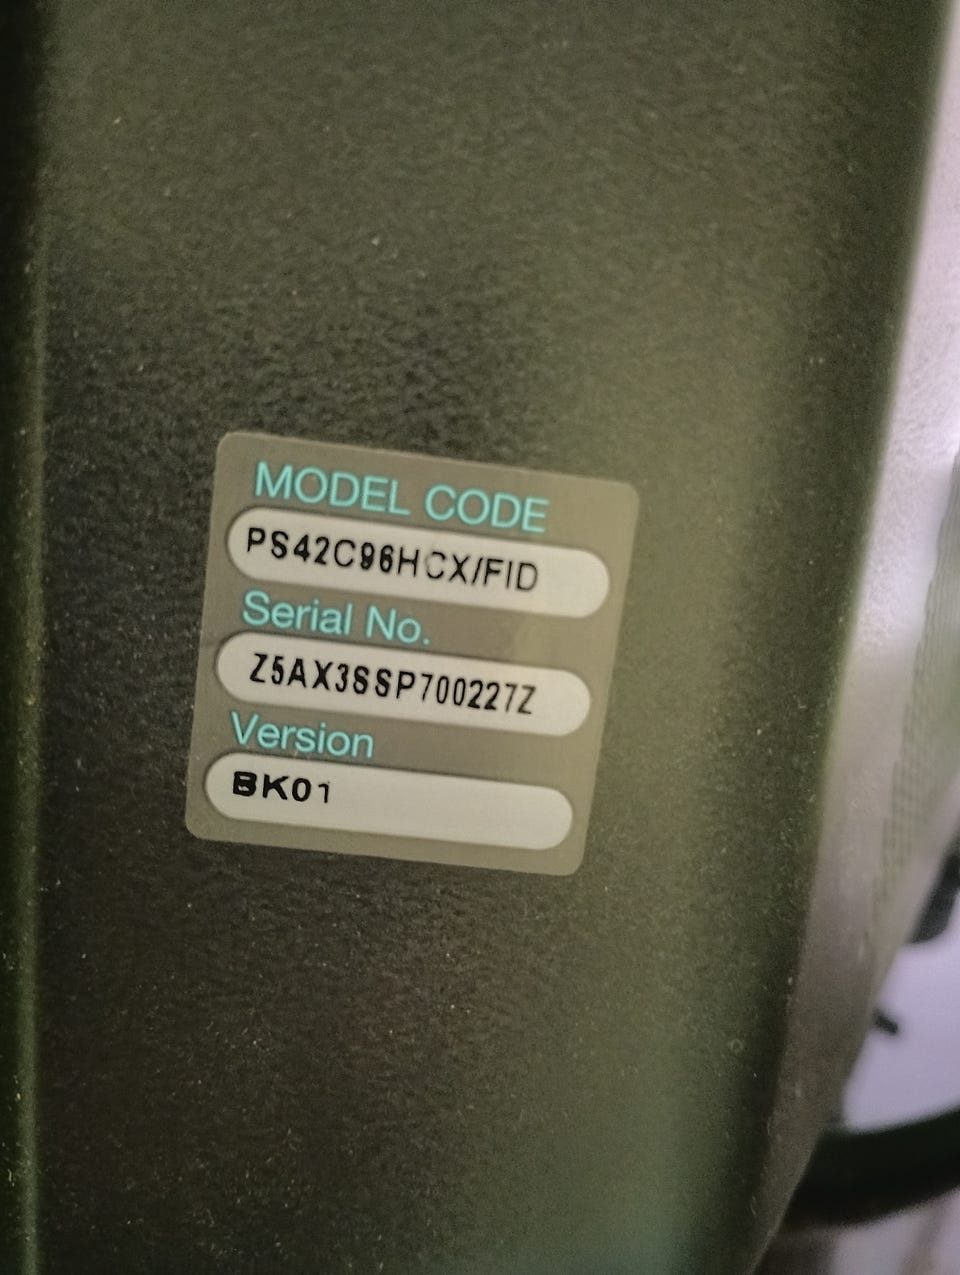 MODEL CODE
PS42C96HCX/FID
Serial No.
Z5AX3SSP700227Z
Version
BK01